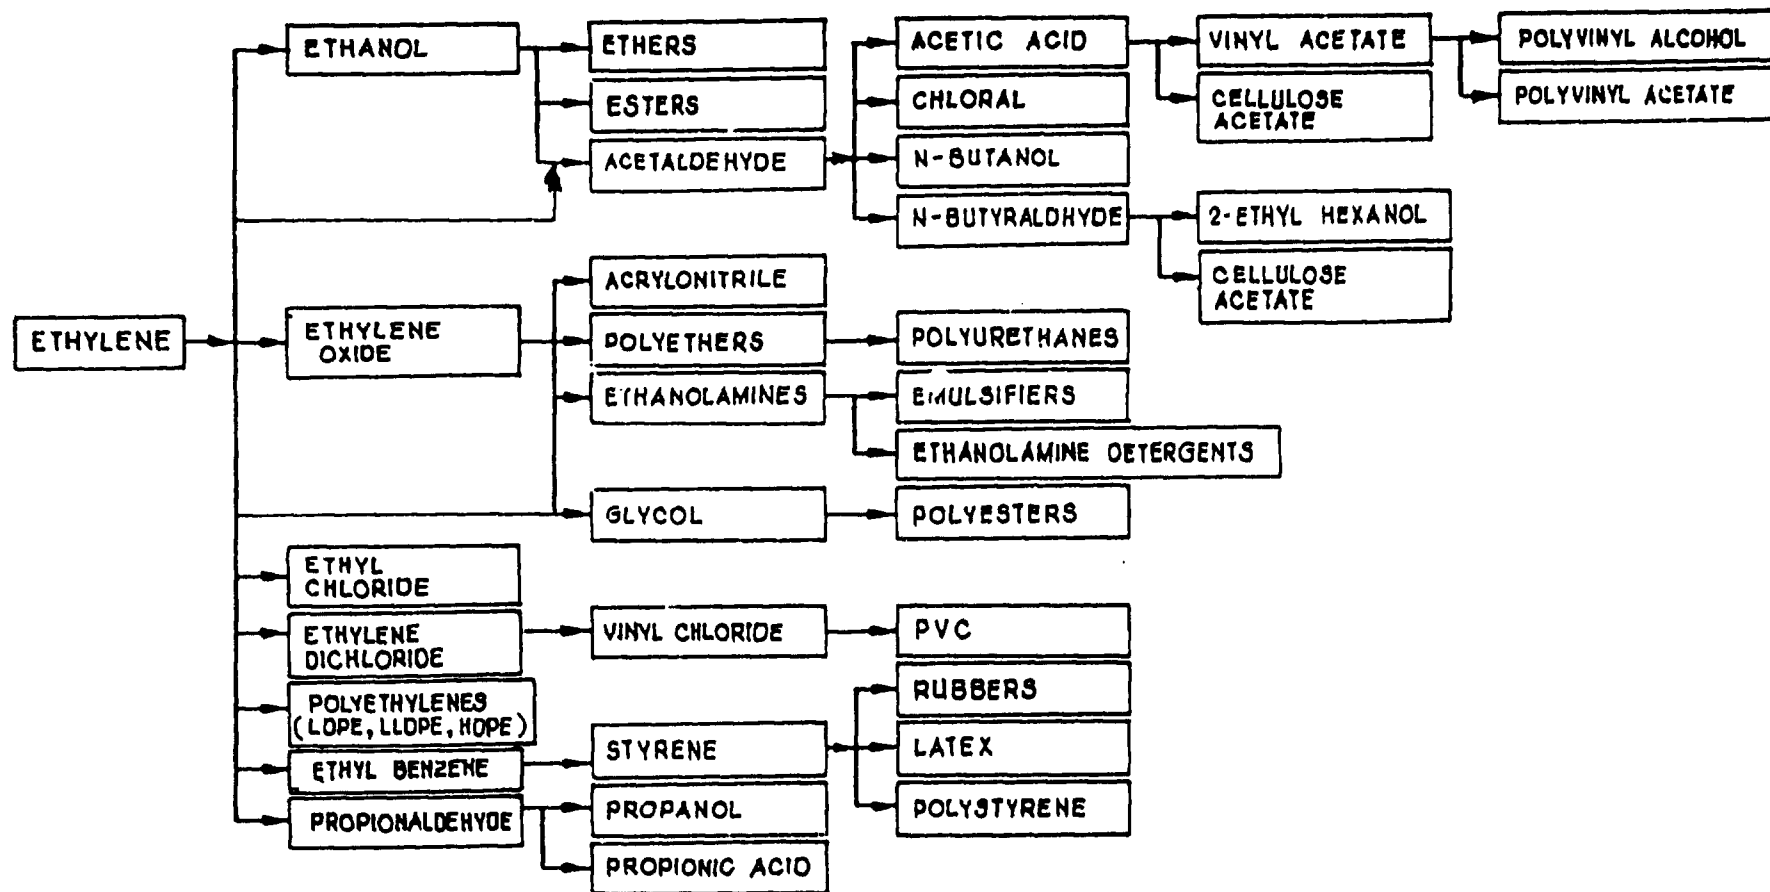 ETHYLENE
ETHANOL
ETHERS
ESTERS
ACETALDEHYDE
ACETIC ACID
CHLORAL
N-BUTANOL
N-BUTYRALDHYDE
VINYL ACETATE
CELLULOSE
ACETATE
POLYVINYL ALCOHOL
POLYVINYL ACETATE
2-ETHYL HEXANOL
CELLULOSE
ACETATE
ETHYLENE
OXIDE
ACRYLONITRILE
POLYETHERS
POLYURETHANES
ETHANOLAMINES
EMULSIFIERS
ETHANOLAMINE DETERGENTS
GLYCOL
POLYESTERS
ETHYL
CHLORIDE
ETHYLENE
DICHLORIDE
VINYL CHLORIDE
PVC
POLYETHYLENES
(LDPE, LLDPE, HDPE)
ETHYL BENZENE
STYRENE
RUBBERS
LATEX
POLYSTYRENE
PROPIONALDEHYDE
PROPANOL
PROPIONIC ACID